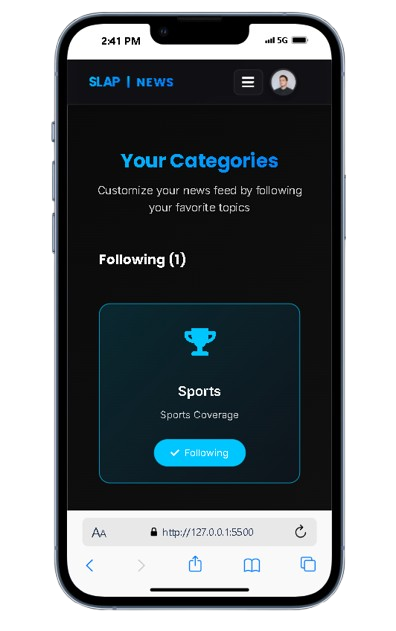 2:41 PM
5G
SLAP | NEWS
Your Categories
Customize your news feed by following
your favorite topics
Following (1)
Sports
Sports Coverage
Following
AA
http://127.0.0.1:5500